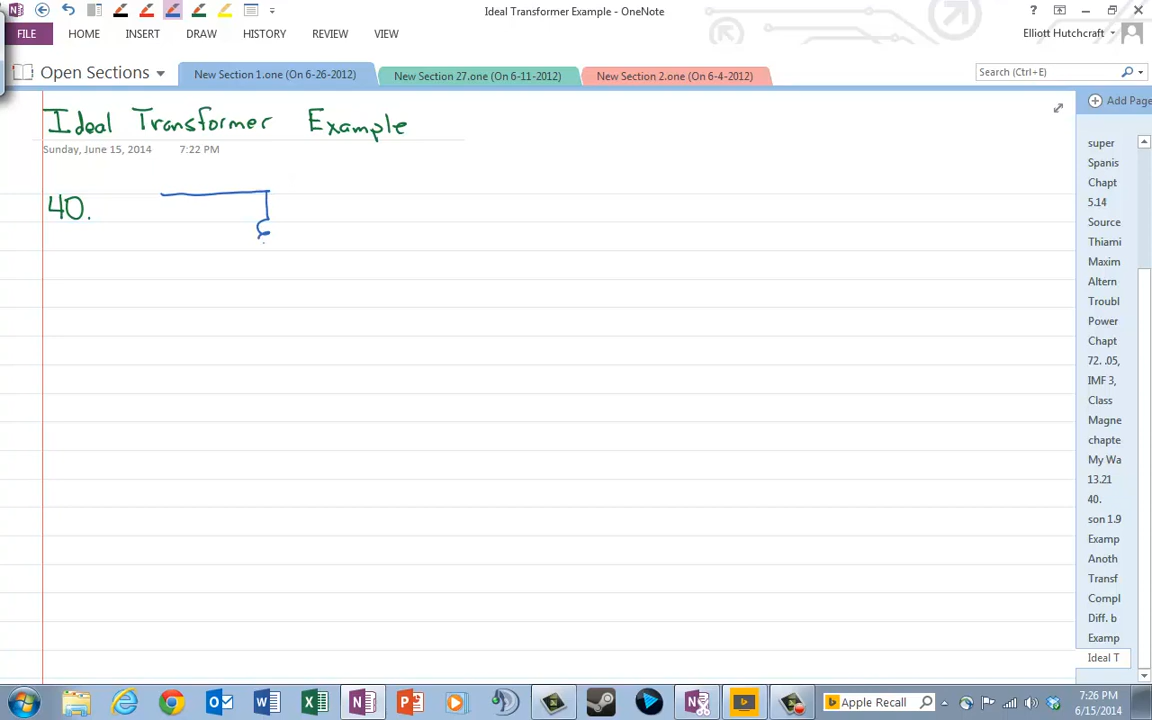 Ideal Transformer Example - OneNote
FILE HOME INSERT DRAW HISTORY REVIEW VIEW
Elliott Hutchcraft
Open Sections
New Section 1.one (On 6-26-2012)
New Section 27.one (On 6-11-2012)
New Section 2.one (On 6-4-2012)
Search (Ctrl+E)
Ideal Transformer Example
Sunday, June 15, 2014 7:22 PM
40.
Add Page
super
Spanis
Chapt
5.14
Source
Thiami
Maxim
Altern
Troubl
Power
Chapt
72. .05,
IMF 3,
Class
Magne
chapte
My Wa
13.21
40.
son 1.9
Examp
Anoth
Transf
Compl
Diff. b
Examp
Ideal T
Apple Recall
7:26 PM
6/15/2014